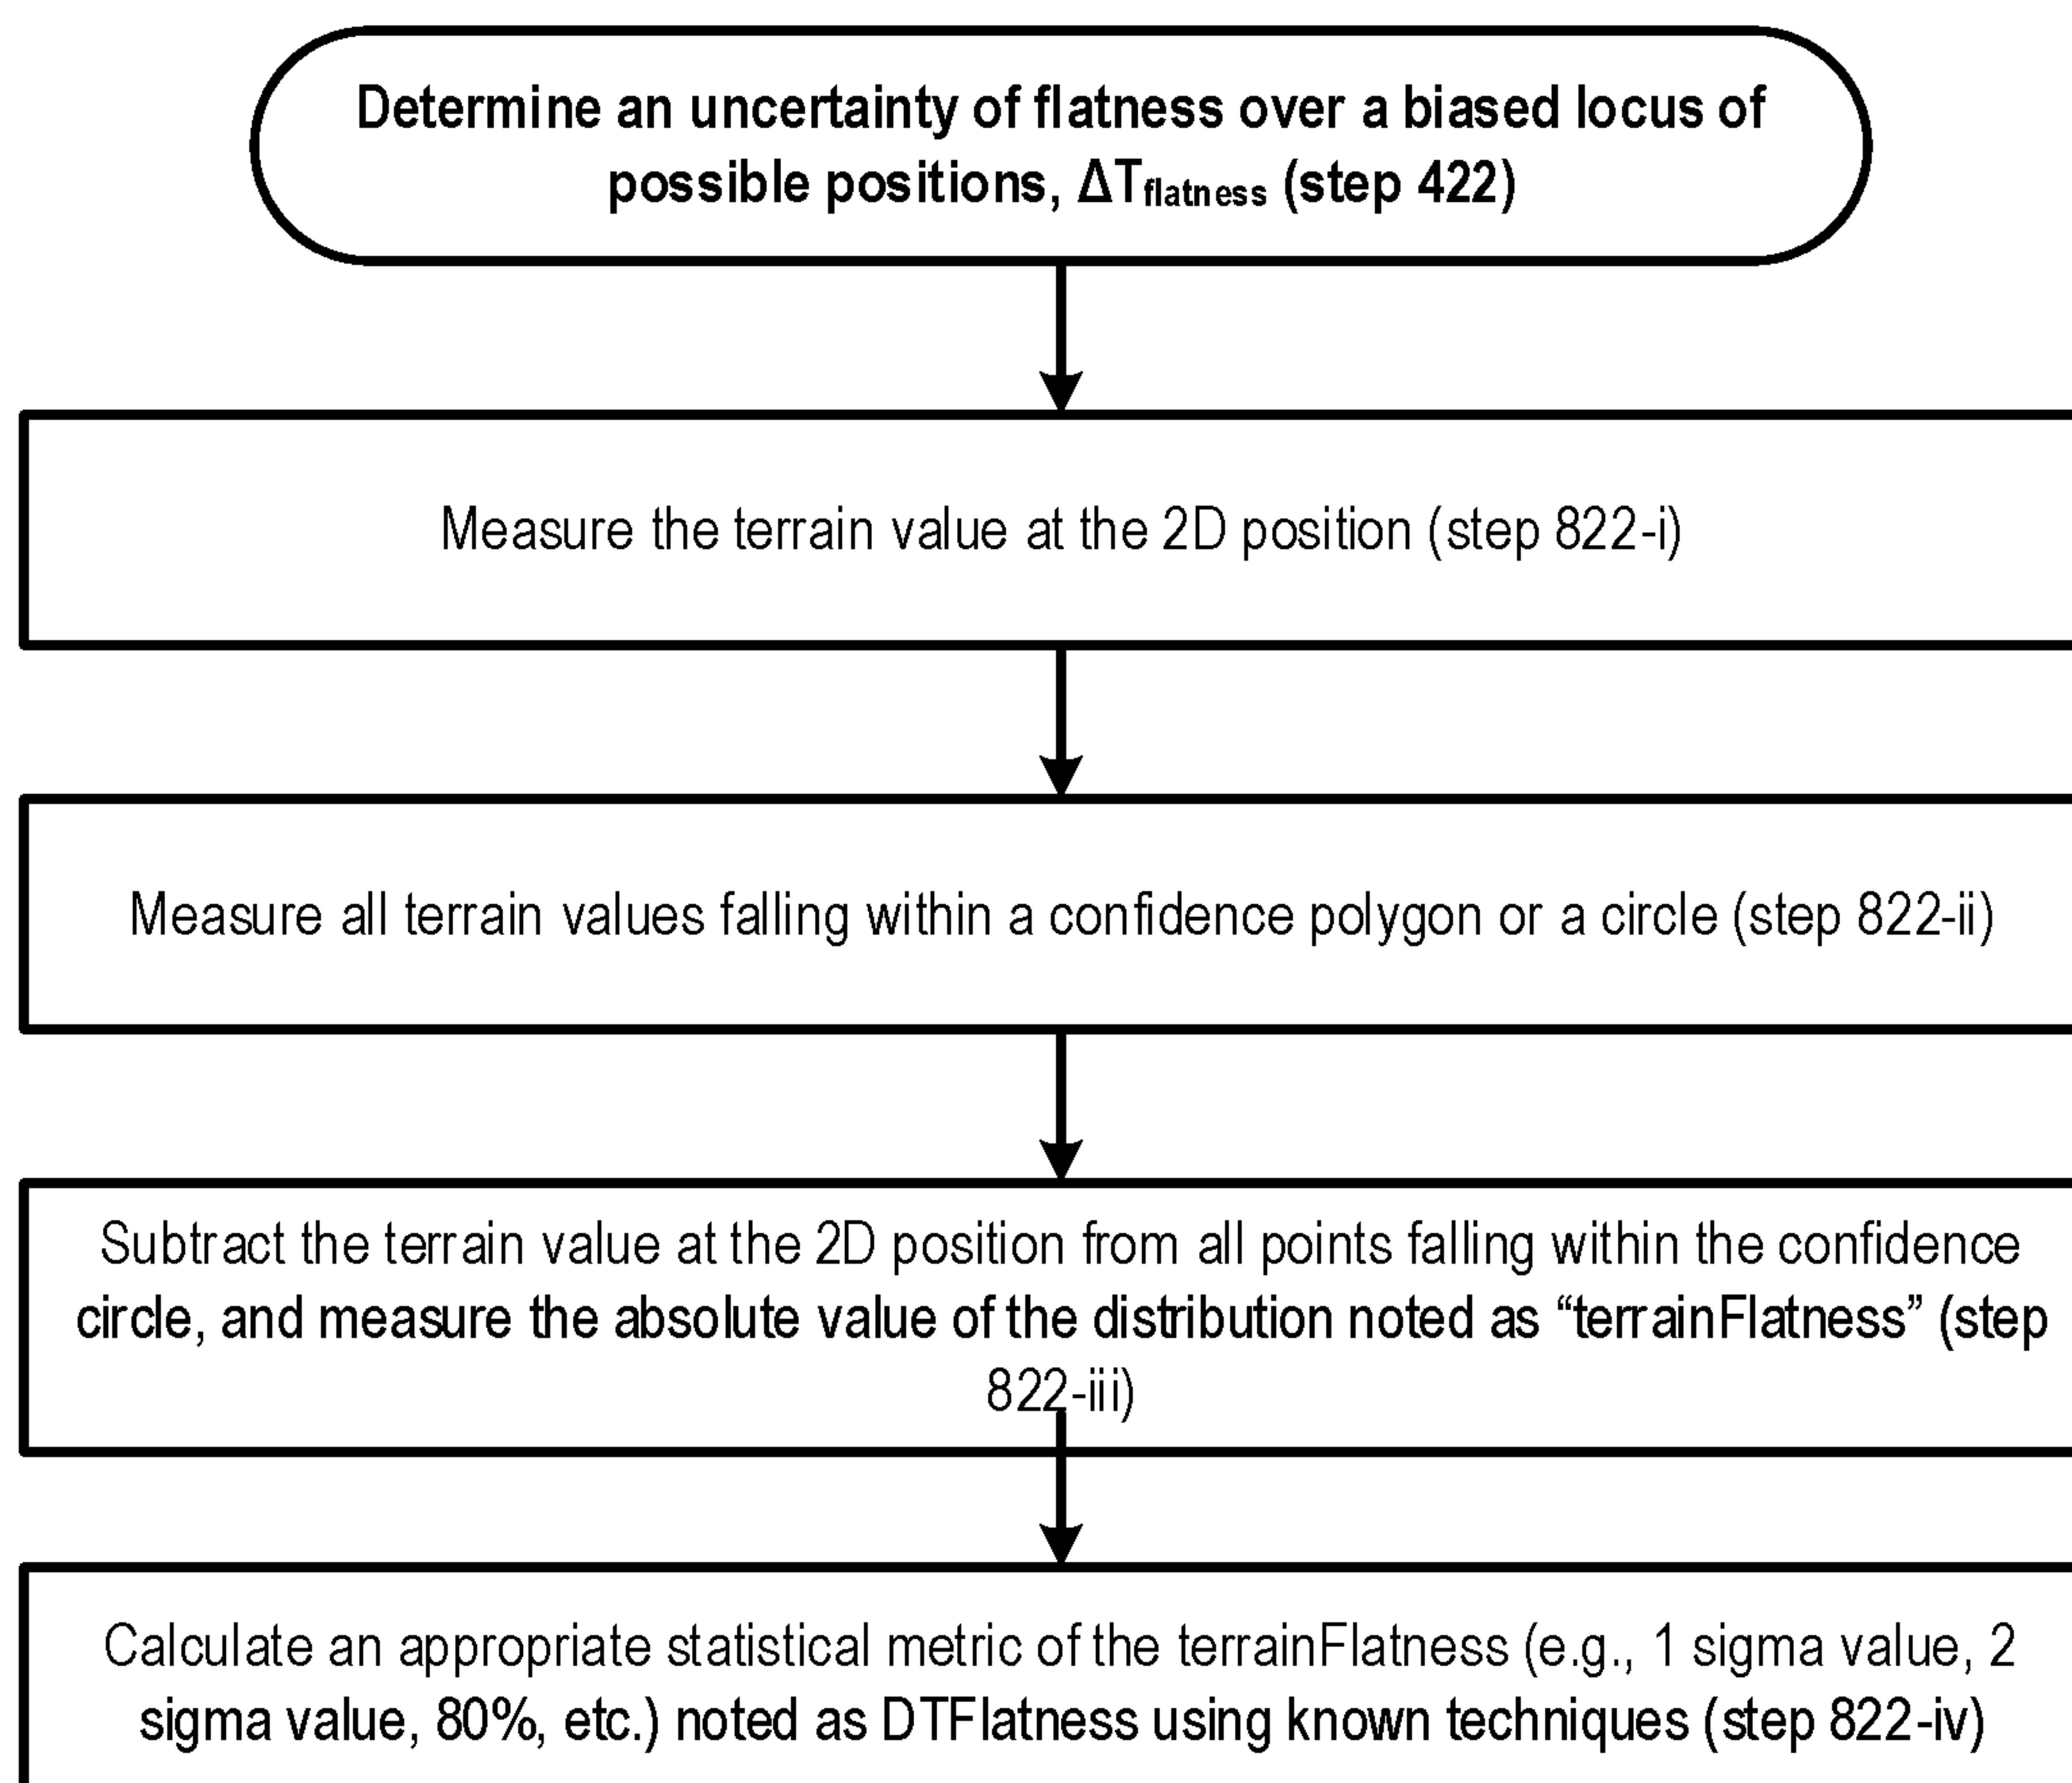 Determine an uncertainty of flatness over a biased locus of
possible positions, ΔTflatness (step 422)
Measure the terrain value at the 2D position (step 822-i)
Measure all terrain values falling within a confidence polygon or a circle (step 822-ii)
Subtract the terrain value at the 2D position from all points falling within the confidence
circle, and measure the absolute value of the distribution noted as “terrainFlatness” (step
822-iii)
Calculate an appropriate statistical metric of the terrainFlatness (e.g., 1 sigma value, 2
sigma value, 80%, etc.) noted as DTFlatness using known techniques (step 822-iv)